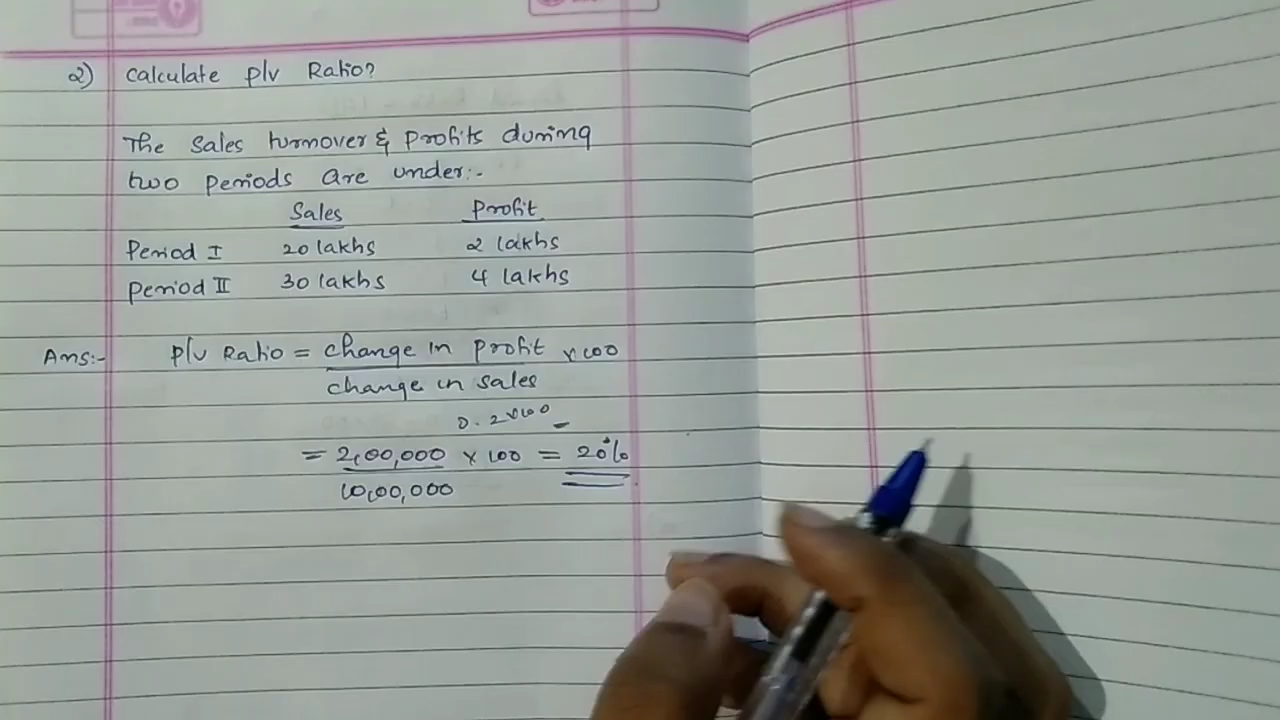 2) Calculate P/v Ratio?
The Sales turnover & Profits during
two Periods are under:-
Sales Profit
Period I 20 lakhs 2 lakhs
Period II 30 lakhs 4 lakhs
Ans:- P/v Ratio = change in profit x 100
change in sales
0.2x100
= 2,00,000 x 100 = 20%
10,00,000